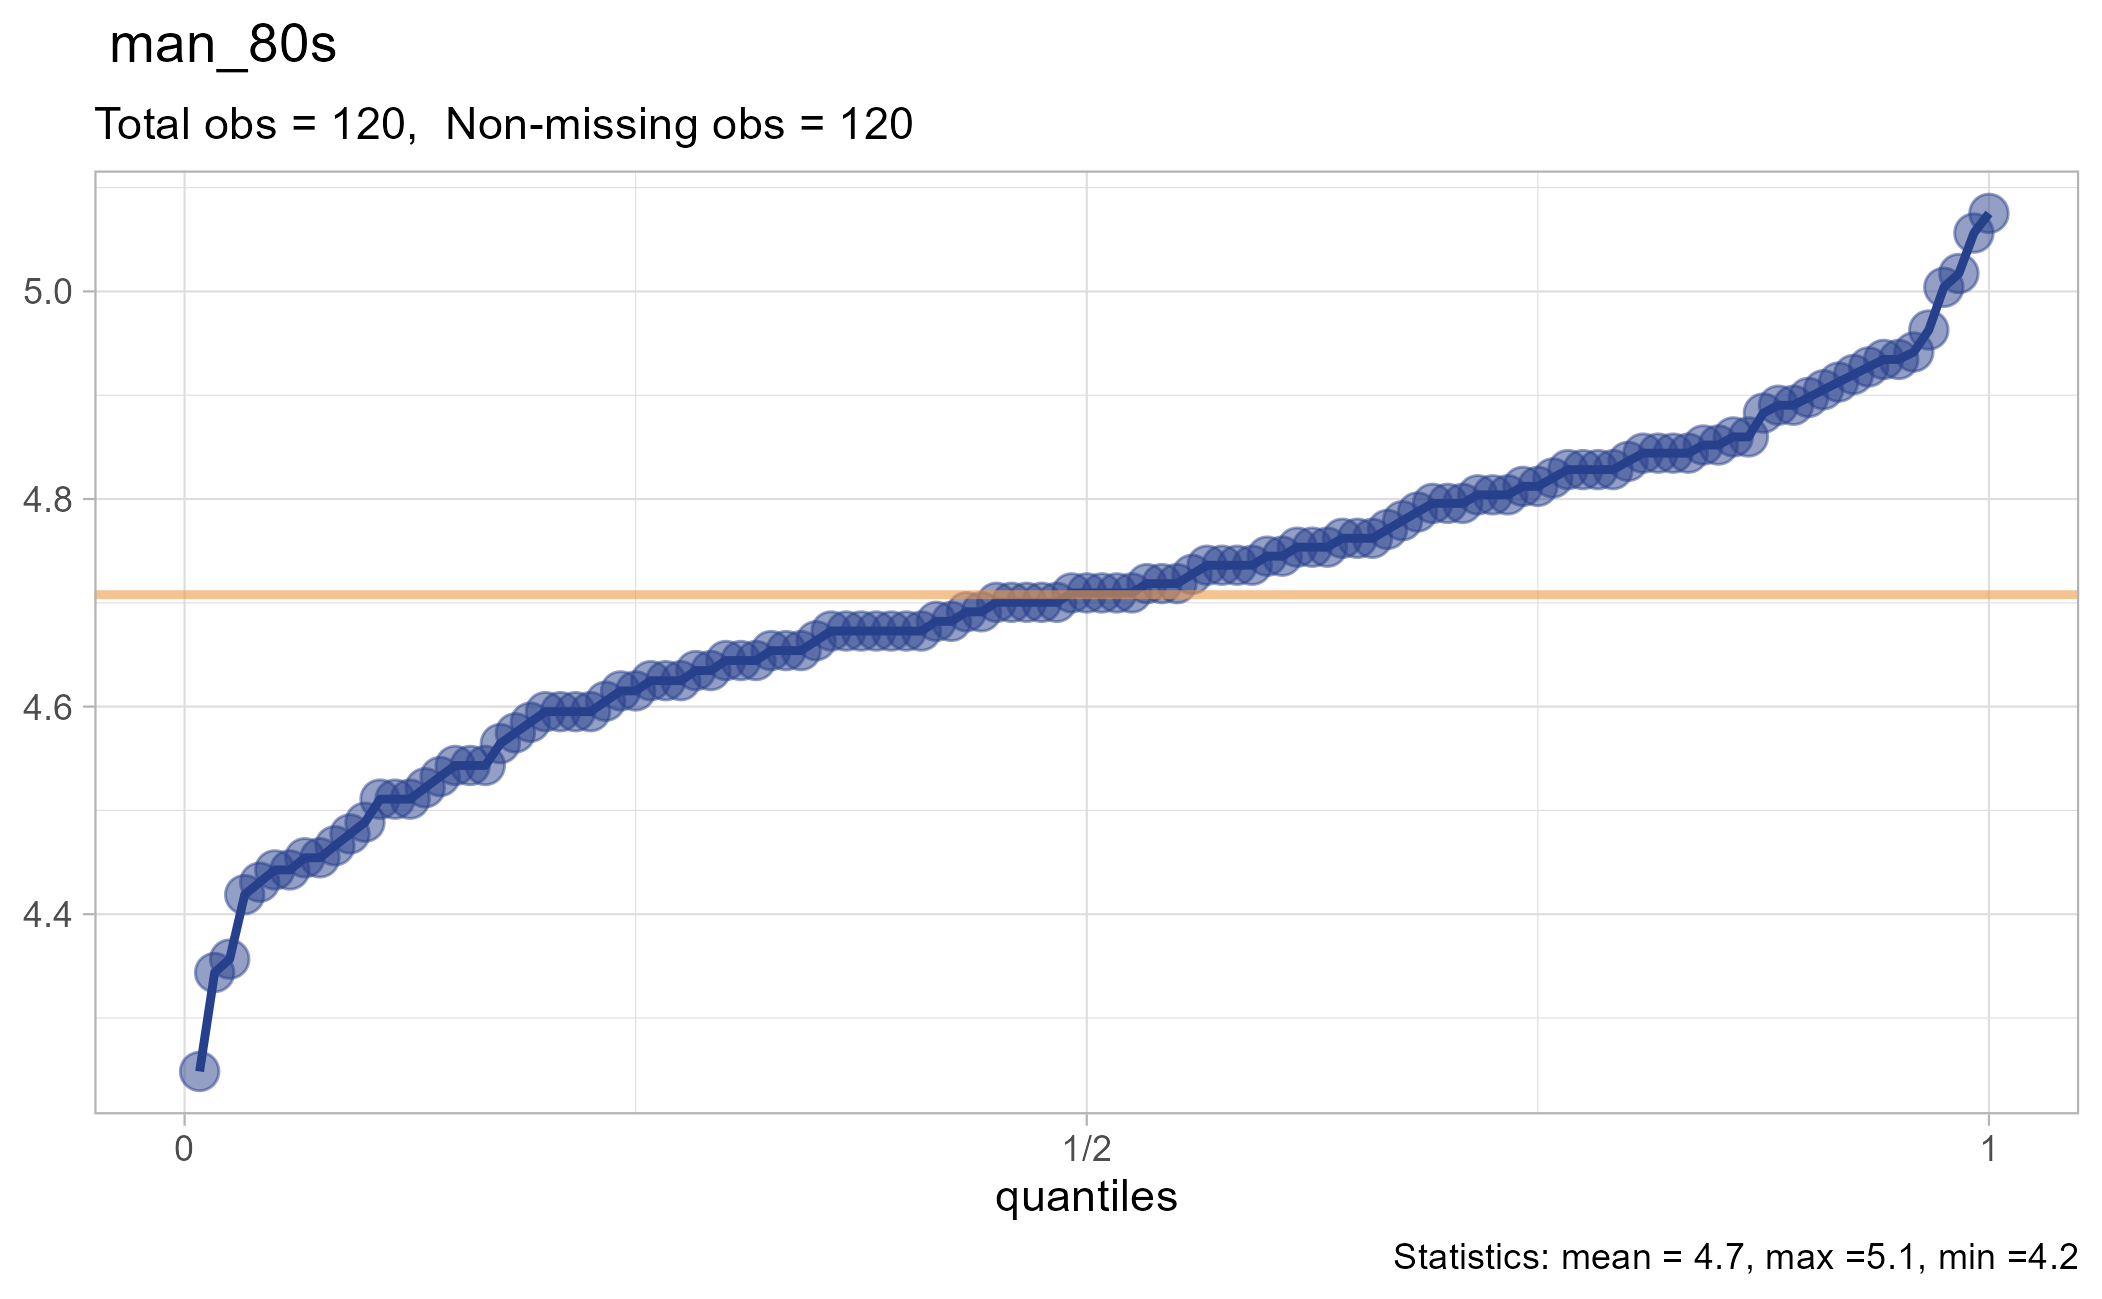 man_80s
Total obs = 120,  Non-missing obs = 120
5.0
4.8
4.6
4.4
0 1/2 1
quantiles
Statistics: mean = 4.7, max =5.1, min =4.2